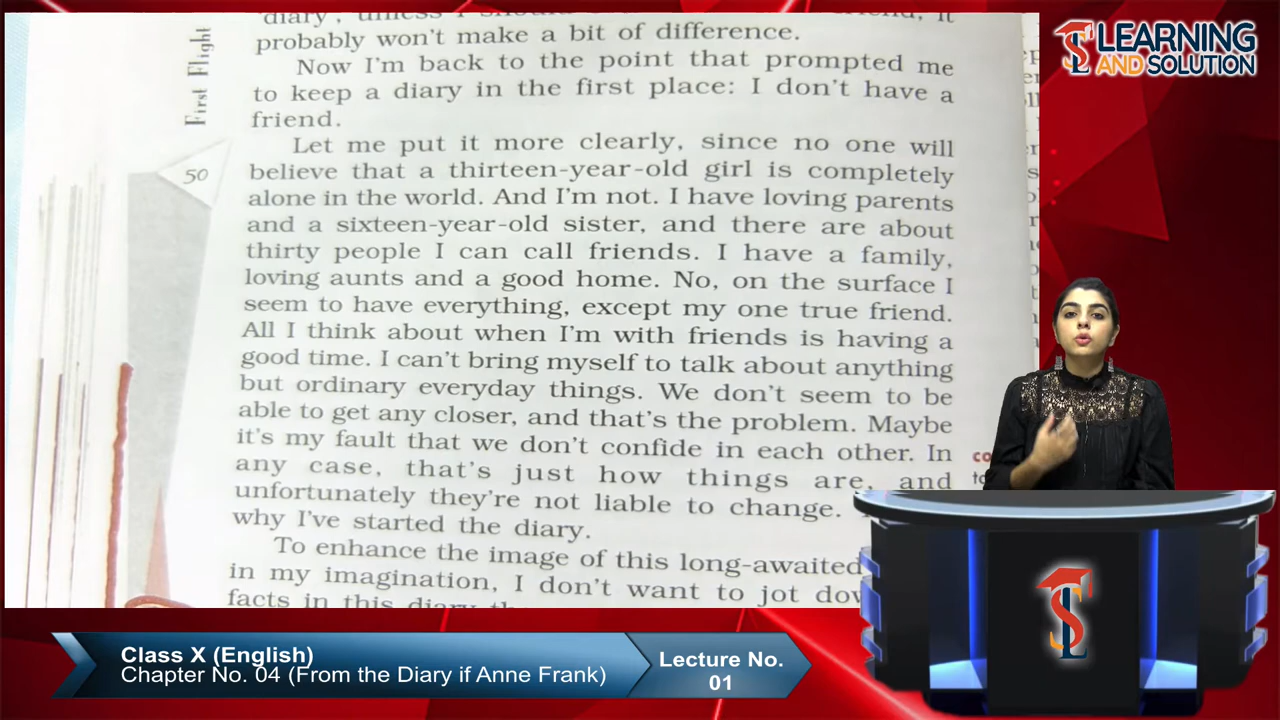 diary', unless I
probably won't make a bit of difference.
Now I'm back to the point that prompted me
to keep a diary in the first place: I don't have a
friend.
Let me put it more clearly, since no one will
believe that a thirteen-year-old girl is completely
alone in the world. And I'm not. I have loving parents
and a sixteen-year-old sister, and there are about
thirty people I can call friends. I have a family,
loving aunts and a good home. No, on the surface I
seem to have everything, except my one true friend.
All I think about when I'm with friends is having a
good time. I can't bring myself to talk about anything
but ordinary everyday things. We don't seem to be
able to get any closer, and that's the problem. Maybe
it's my fault that we don't confide in each other. In
any case, that's just how things are, and
unfortunately they're not liable to change.
why I've started the diary.
To enhance the image of this long-awaited
in my imagination, I don't want to jot
facts in this diary
First Flight
50
LEARNING
AND SOLUTION
Class X (English)
Chapter No. 04 (From the Diary if Anne Frank)
Lecture No.
01